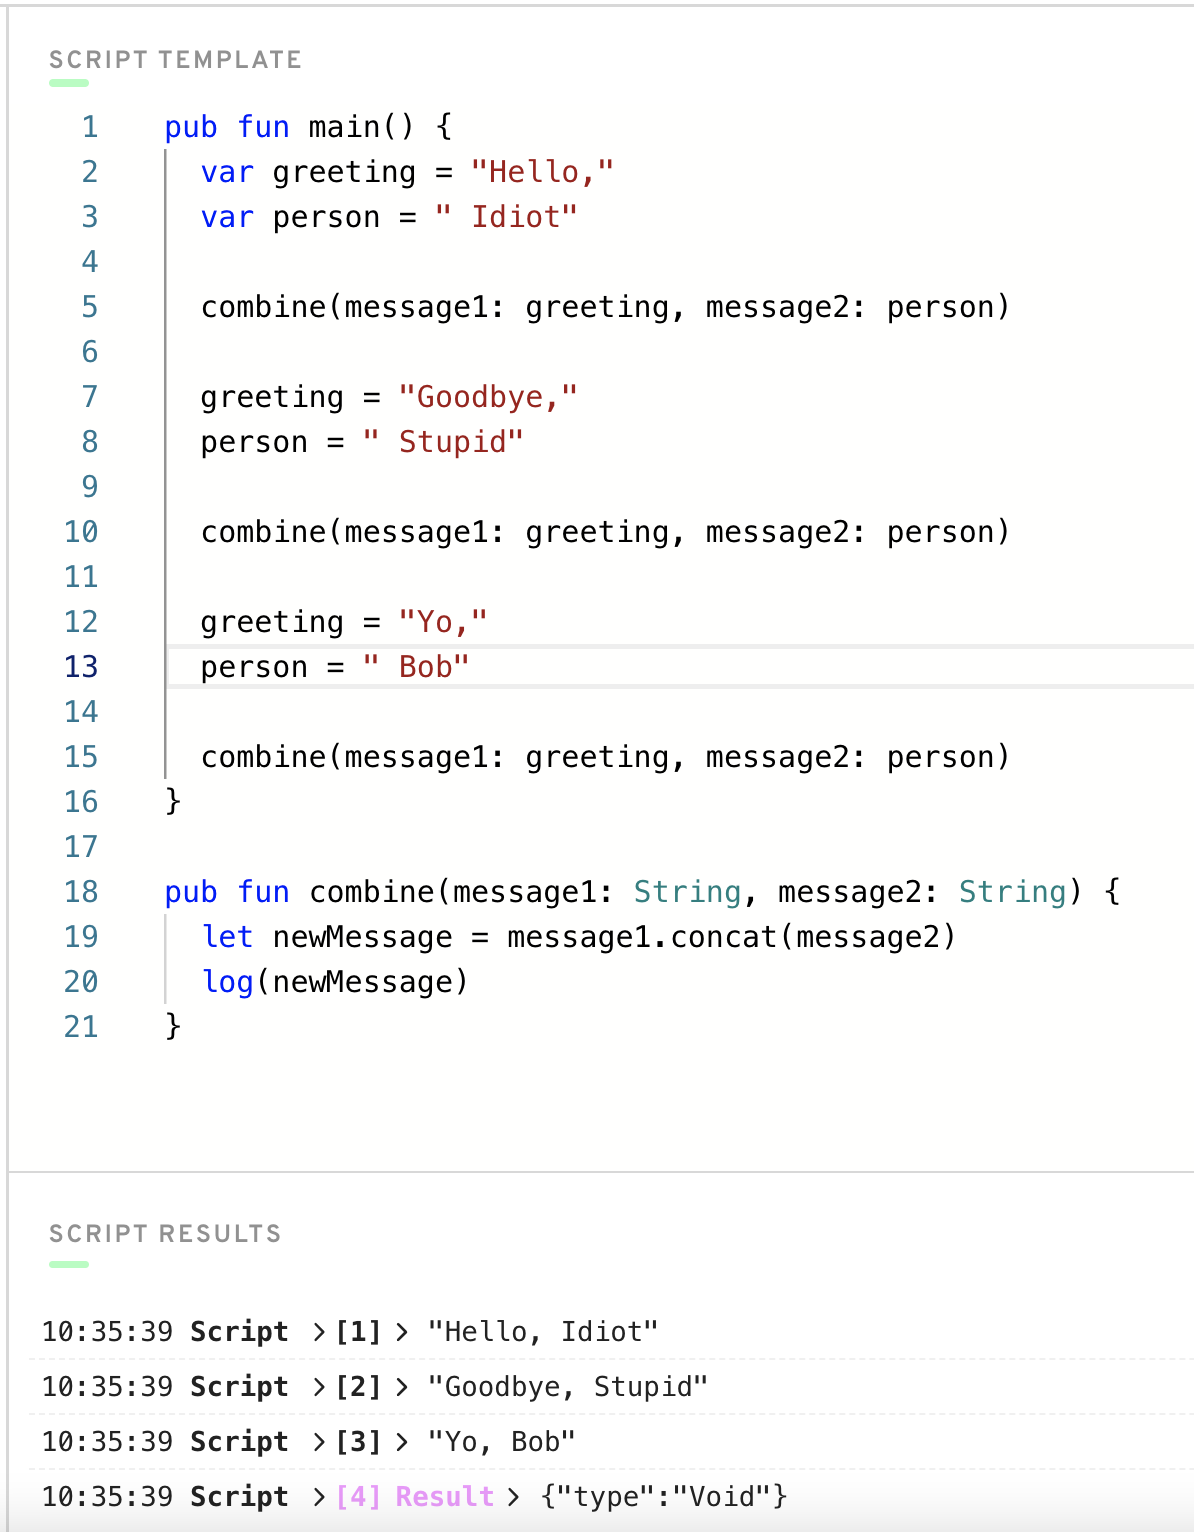 SCRIPT TEMPLATE
1 pub fun main() {
2 var greeting = "Hello,"
3 var person = " Idiot"
4
5 combine(message1: greeting, message2: person)
6
7 greeting = "Goodbye,"
8 person = " Stupid"
9
10 combine(message1: greeting, message2: person)
11
12 greeting = "Yo,"
13 person = " Bob"
14
15 combine(message1: greeting, message2: person)
16 }
17
18 pub fun combine(message1: String, message2: String) {
19 let newMessage = message1.concat(message2)
20 log(newMessage)
21 }
SCRIPT RESULTS
10:35:39 Script > [1] > "Hello, Idiot"
10:35:39 Script > [2] > "Goodbye, Stupid"
10:35:39 Script > [3] > "Yo, Bob"
10:35:39 Script > [4] Result > {"type":"Void"}